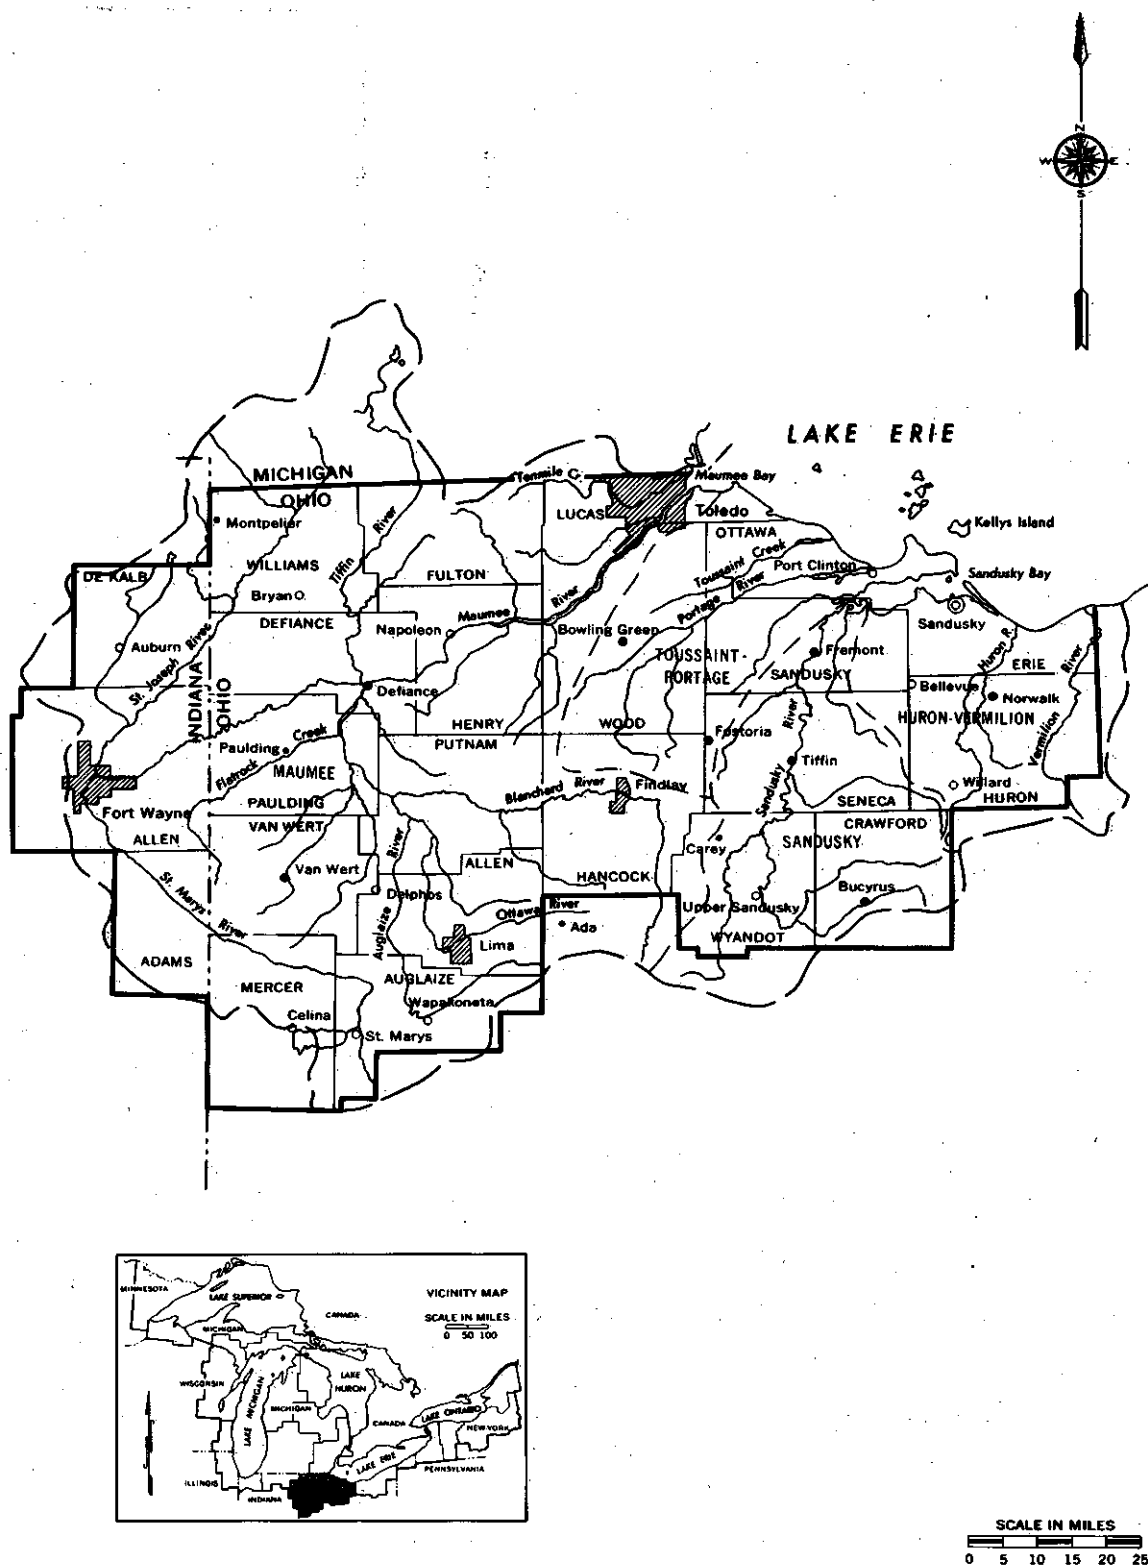 N
W E
S
LAKE ERIE
MICHIGAN
OHIO
Tenmile C.
Maumee Bay
LUCAS
Toledo
OTTAWA
Kellys Island
Montpelier
Tiffin River
WILLIAMS
FULTON
Toussaint Creek
Port Clinton
Sandusky Bay
DE KALB
Bryan
Maumee River
Portage River
DEFIANCE
Napoleon
Bowling Green
Sandusky
Auburn
St. Joseph River
TOUSSAINT-
PORTAGE
Fremont
SANDUSKY
Huron R.
ERIE
Vermilion River
INDIANA
OHIO
Defiance
Bellevue
Norwalk
HENRY
WOOD
HURON-VERMILION
Paulding
Flatrock Creek
PUTNAM
Fostoria
Sandusky River
Tiffin
MAUMEE
Blanchard River
Findlay
Willard
Fort Wayne
PAULDING
SENECA
HURON
VAN WERT
CRAWFORD
ALLEN
Auglaize River
ALLEN
Carey
SANDUSKY
Van Wert
HANCOCK
St. Marys River
Delphos
Ottawa River
Upper Sandusky
Bucyrus
Ada
Lima
WYANDOT
ADAMS
MERCER
AUGLAIZE
Wapakoneta
Celina
St. Marys
VICINITY MAP
SCALE IN MILES
0 50 100
MINNESOTA
LAKE SUPERIOR
CANADA
MICHIGAN
WISCONSIN
LAKE MICHIGAN
LAKE
HURON
MICHIGAN
CANADA
LAKE ONTARIO
NEW YORK
LAKE ERIE
PENNSYLVANIA
ILLINOIS
INDIANA
SCALE IN MILES
0 5 10 15 20 25